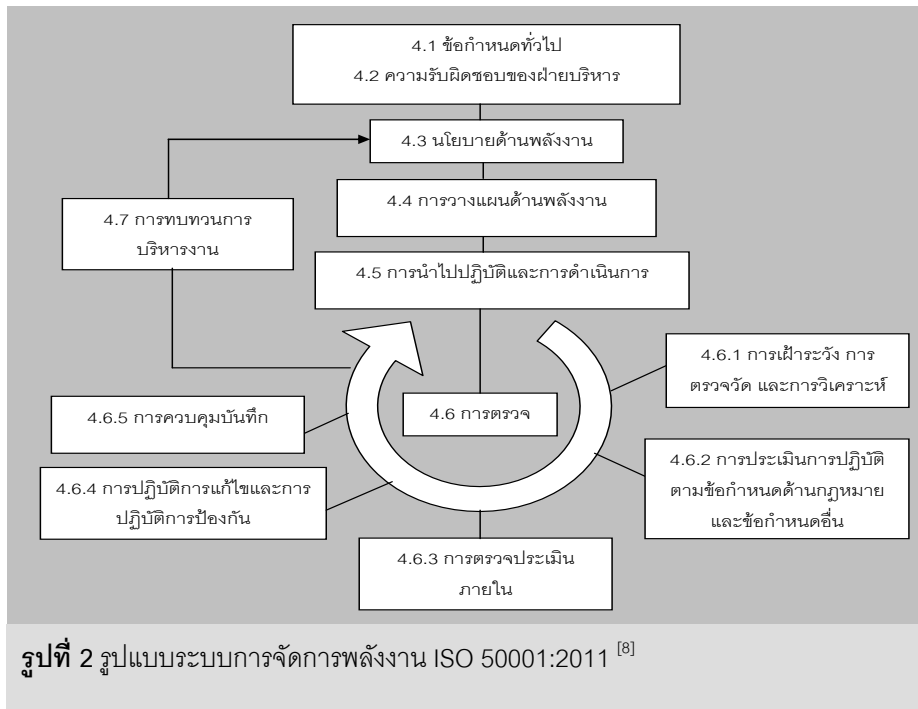 4.1 ข้อกำหนดทั่วไป
4.2 ความรับผิดชอบของฝ่ายบริหาร
4.3 นโยบายด้านพลังงาน
4.4 การวางแผนด้านพลังงาน
4.7 การทบทวนการ
บริหารงาน
4.5 การนำไปปฏิบัติและการดำเนินการ
4.6.1 การเฝ้าระวัง การ
ตรวจวัด และการวิเคราะห์
4.6 การตรวจ
4.6.5 การควบคุมบันทึก
4.6.2 การประเมินการปฏิบัติ
ตามข้อกำหนดด้านกฎหมาย
และข้อกำหนดอื่น
4.6.4 การปฏิบัติการแก้ไขและการ
ปฏิบัติการป้องกัน
4.6.3 การตรวจประเมิน
ภายใน
รูปที่ 2 รูปแบบระบบการจัดการพลังงาน ISO 50001:2011 [8]